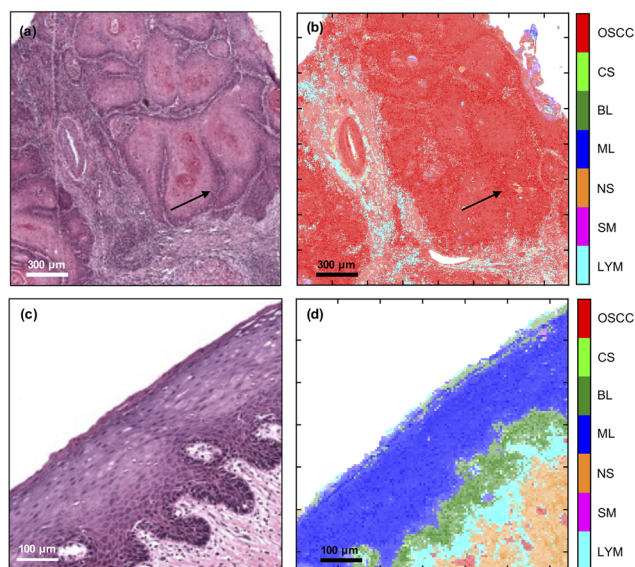 (a)
300 µm
(b)
300 µm
OSCC
CS
BL
ML
NS
SM
LYM
(c)
100 µm
(d)
100 µm
OSCC
CS
BL
ML
NS
SM
LYM